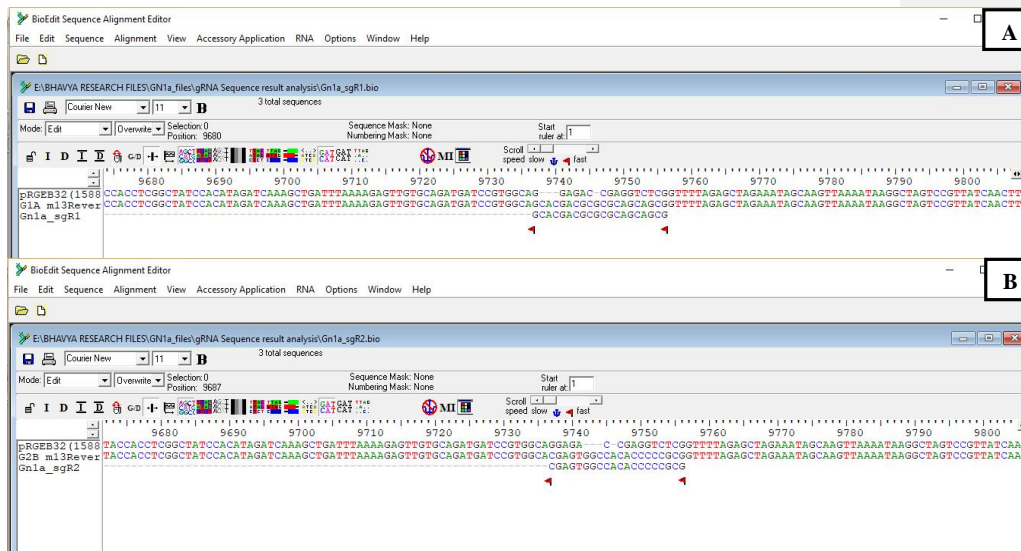 A
BioEdit Sequence Alignment Editor
File Edit Sequence Alignment View Accessory Application RNA Options Window Help
E:\BHAVYA RESEARCH FILES\GN1a_files\gRNA Sequence result analysis\Gn1a_sgR1.bio
Courier New 11 B 3 total sequences
Mode: Edit Overwrite Selection: 0 Position: 9680 Sequence Mask: None Numbering Mask: None Start ruler at: 1
I D I D G/D MI Scroll speed slow fast
9680 9690 9700 9710 9720 9730 9740 9750 9760 9770 9780 9790 9800
pRGEB32(1588 CCACCTCGGCTATCCACATAGATCAAAGCTGATTTAAAAGAGTTGTGCAGATGATCCGTGGCAG---GAGAC-CGAGGTCTCGGTTTTAGAGCTAGAAATAGCAAGTTAAAATAAGGCTAGTCCGTTATCAACTT
G1A m13Rever CCACCTCGGCTATCCACATAGATCAAAGCTGATTTAAAAGAGTTGTGCAGATGATCCGTGGCAGCACGACGCGCGCAGCAGCGGTTTTAGAGCTAGAAATAGCAAGTTAAAATAAGGCTAGTCCGTTATCAACTT
Gn1a_sgR1 GCACGACGCGCGCAGCAGCG
B
BioEdit Sequence Alignment Editor
File Edit Sequence Alignment View Accessory Application RNA Options Window Help
E:\BHAVYA RESEARCH FILES\GN1a_files\gRNA Sequence result analysis\Gn1a_sgR2.bio
Courier New 11 B 3 total sequences
Mode: Edit Overwrite Selection: 0 Position: 9687 Sequence Mask: None Numbering Mask: None Start ruler at: 1
I D I D G/D MI Scroll speed slow fast
9680 9690 9700 9710 9720 9730 9740 9750 9760 9770 9780 9790 9800
pRGEB32(1588 TACCACCTCGGCTATCCACATAGATCAAAGCTGATTTAAAAGAGTTGTGCAGATGATCCGTGGCAGGAGA---C-CGAGGTCTCGGTTTTAGAGCTAGAAATAGCAAGTTAAAATAAGGCTAGTCCGTTATCAA
G2B m13Rever TACCACCTCGGCTATCCACATAGATCAAAGCTGATTTAAAAGAGTTGTGCAGATGATCCGTGGCACGAGTGGCCACACCCCCGCGGTTTTAGAGCTAGAAATAGCAAGTTAAAATAAGGCTAGTCCGTTATCAA
Gn1a_sgR2 CGAGTGGCCACACCCCCGCG